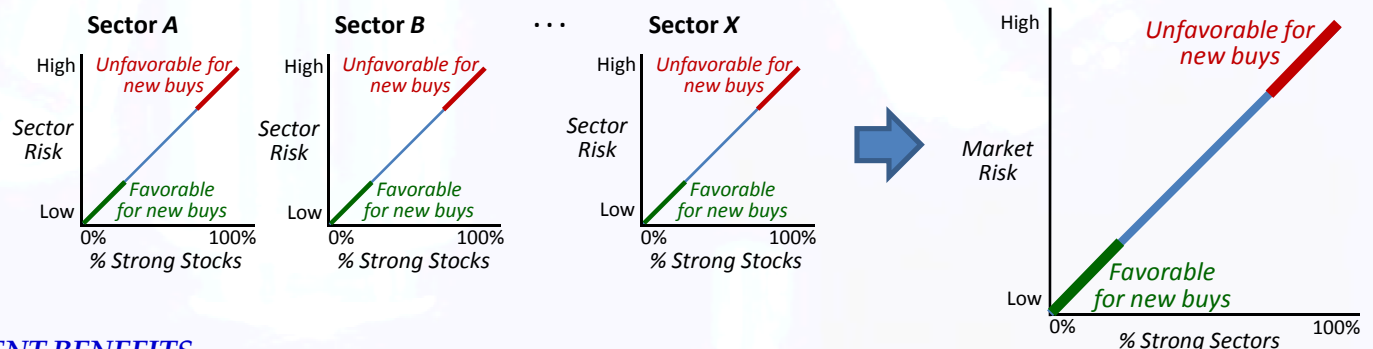 Sector A
High
Unfavorable for
new buys
Sector
Risk
Favorable
for new buys
Low
0%
100%
% Strong Stocks
Sector B
High
Unfavorable for
new buys
Sector
Risk
Favorable
for new buys
Low
0%
100%
% Strong Stocks
. . .
Sector X
High
Unfavorable for
new buys
Sector
Risk
Favorable
for new buys
Low
0%
100%
% Strong Stocks
High
Unfavorable for
new buys
Market
Risk
Favorable
for new buys
Low
0%
100%
% Strong Sectors
BENEFITS